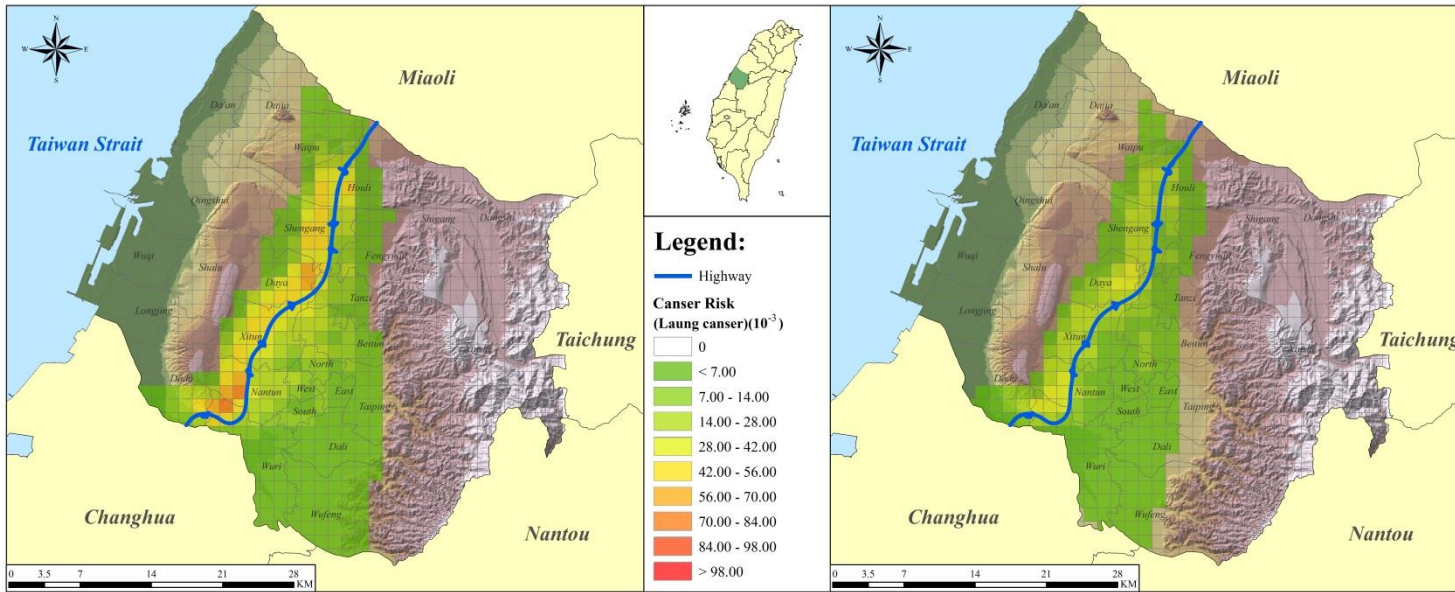 N
W E
S
Miaoli
Taiwan Strait
Da'an
Dajia
Waipu
Houli
Qingshui
Shengang
Shigang
Dongshi
Wuqi
Fengyuan
Shalu
Daya
Tanzi
Longjing
Xitun
Beitun
Taichung
North
Dadu
Nantun
West
East
South
Taiping
Dali
Wuri
Changhua
Wufeng
Nantou
0 3.5 7 14 21 28
KM
Legend:
Highway
Canser Risk
(Laung canser)(10⁻³)
0
< 7.00
7.00 - 14.00
14.00 - 28.00
28.00 - 42.00
42.00 - 56.00
56.00 - 70.00
70.00 - 84.00
84.00 - 98.00
> 98.00
N
W E
S
Miaoli
Taiwan Strait
Da'an
Dajia
Waipu
Houli
Qingshui
Shengang
Shigang
Dongshi
Wuqi
Fengyuan
Shalu
Daya
Tanzi
Longjing
Xitun
Beitun
Taichung
North
Dadu
Nantun
West
East
South
Taiping
Dali
Wuri
Changhua
Wufeng
Nantou
0 3.5 7 14 21 28
KM